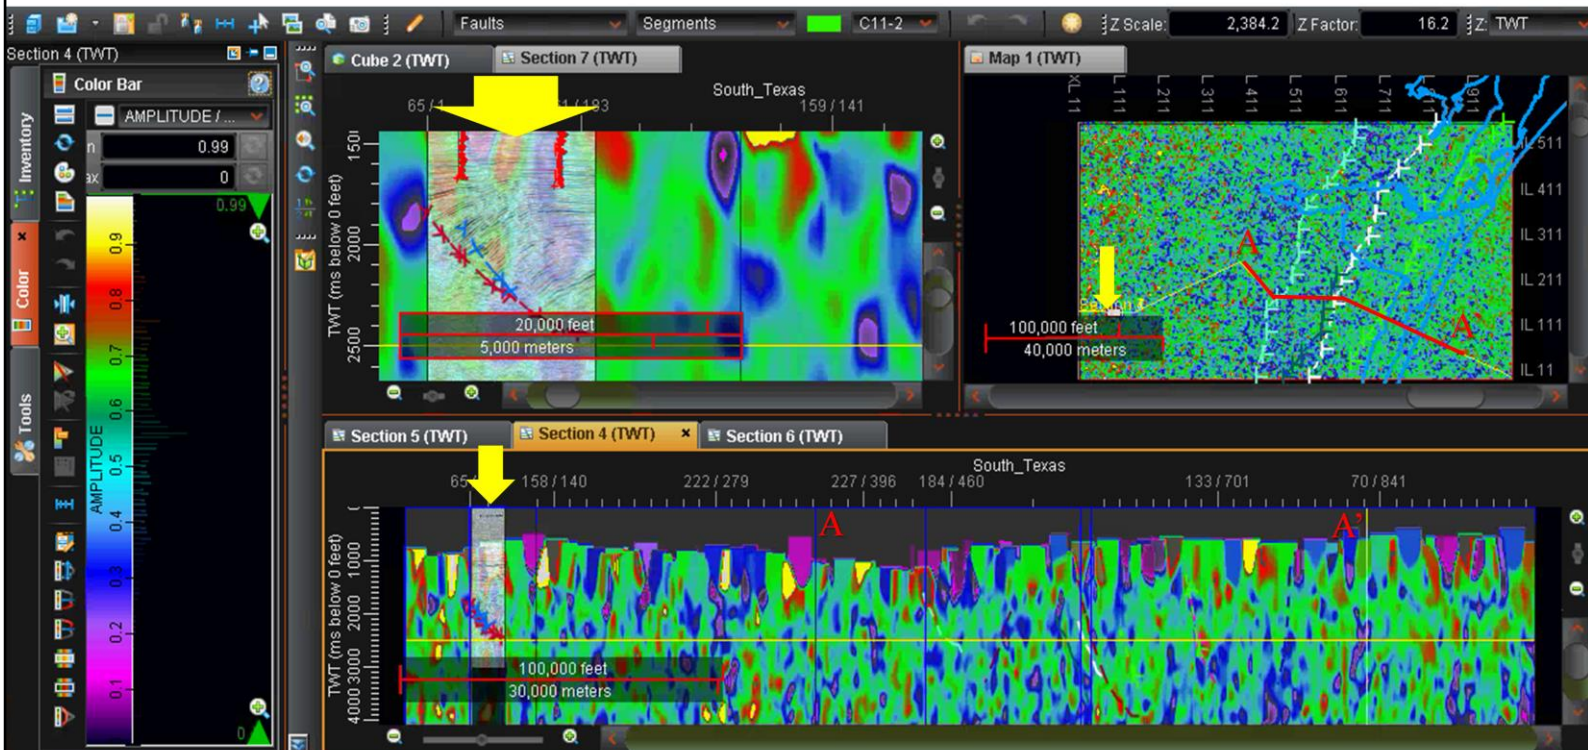 Faults Segments C11-2 Z Scale: 2,384.2 Z Factor: 16.2 Z: TWT
Section 4 (TWT)
Color Bar
AMPLITUDE / ...
n 0.99
ax 0
0.99
Inventory
Color
Tools
0.9
0.8
0.7
0.6
0.5
0.4
0.3
0.2
0.1
AMPLITUDE
0
Cube 2 (TWT) Section 7 (TWT)
South_Texas
159 / 141
TWT (ms below 0 feet)
2000
2500
20,000 feet
5,000 meters
Map 1 (TWT)
XL 11 L 111 L 211 L 311 L 411 L 511 L 611 L 711 L 911
511
IL 411
IL 311
IL 211
IL 111
IL 11
A
A'
100,000 feet
40,000 meters
Section 5 (TWT) Section 4 (TWT) Section 6 (TWT)
South_Texas
158 / 140 222 / 279 227 / 396 184 / 460 133 / 701 70 / 841
A A'
TWT (ms below 0 feet)
1000
2000
3000
4000
100,000 feet
30,000 meters